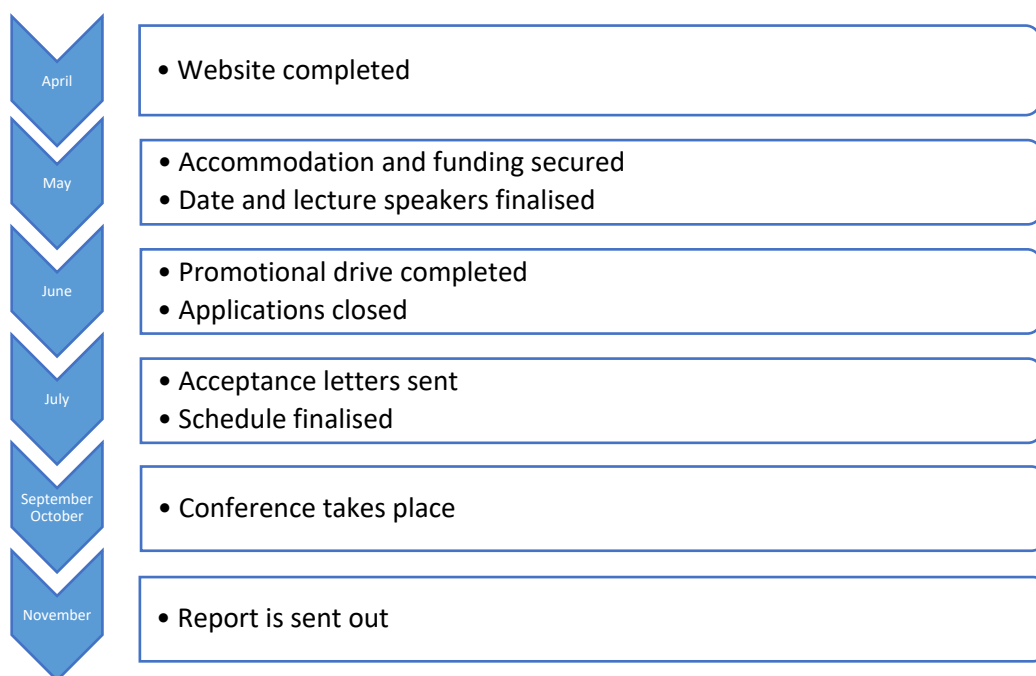 April
• Website completed
May
• Accommodation and funding secured
• Date and lecture speakers finalised
June
• Promotional drive completed
• Applications closed
July
• Acceptance letters sent
• Schedule finalised
September
October
• Conference takes place
November
• Report is sent out